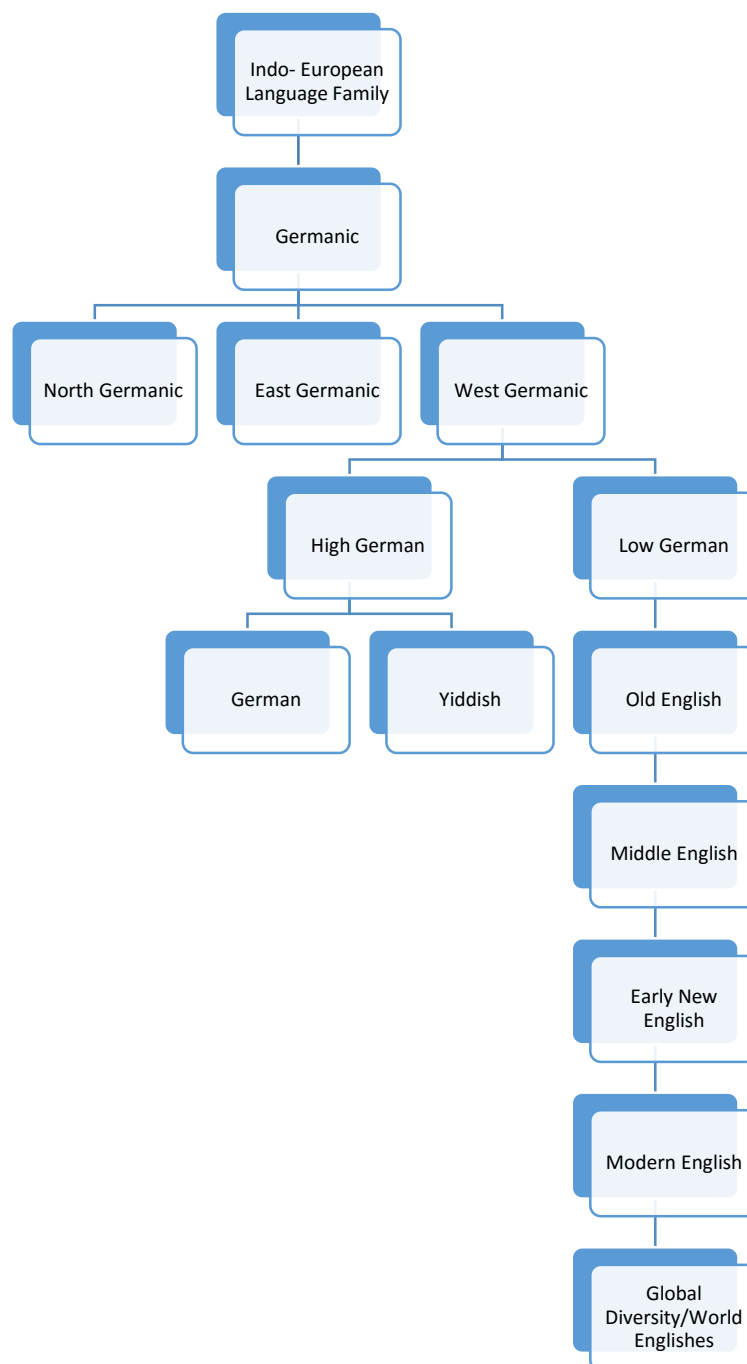 Indo- European
Language Family
Germanic
North Germanic
East Germanic
West Germanic
High German
Low German
German
Yiddish
Old English
Middle English
Early New
English
Modern English
Global
Diversity/World
Englishes